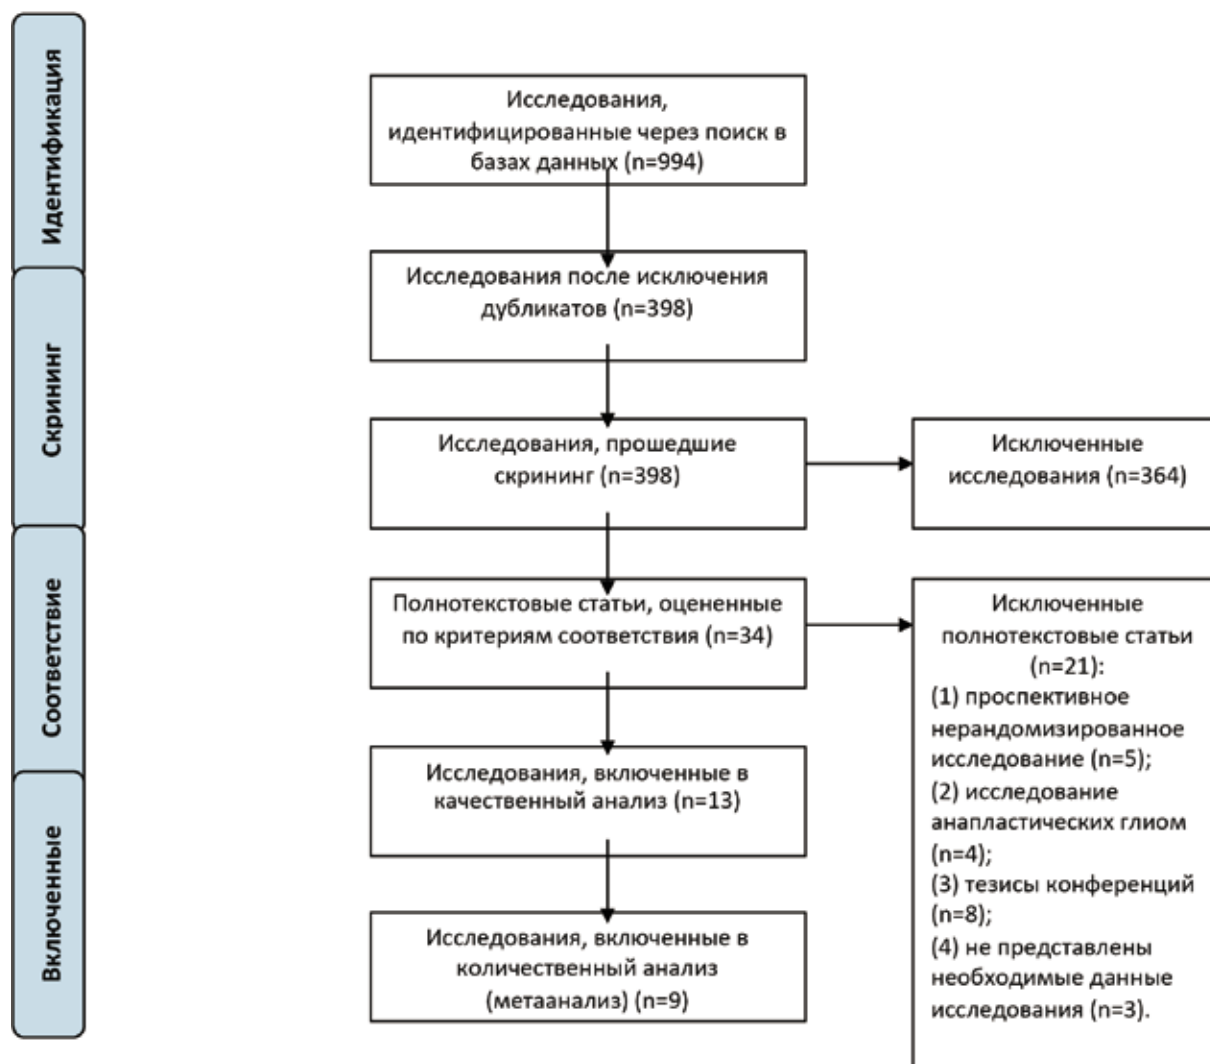 Идентификация
Исследования,
идентифицированные через поиск в
базах данных (n=994)
Скрининг
Исследования после исключения
дубликатов (n=398)
Исследования, прошедшие
скрининг (n=398)
Исключенные
исследования (n=364)
Соответствие
Полнотекстовые статьи, оцененные
по критериям соответствия (n=34)
Исключенные
полнотекстовые статьи
(n=21):
(1) проспективное
нерандомизированное
исследование (n=5);
(2) исследование
анапластических глиом
(n=4);
(3) тезисы конференций
(n=8);
(4) не представлены
необходимые данные
исследования (n=3).
Включенные
Исследования, включенные в
качественный анализ (n=13)
Исследования, включенные в
количественный анализ
(метаанализ) (n=9)